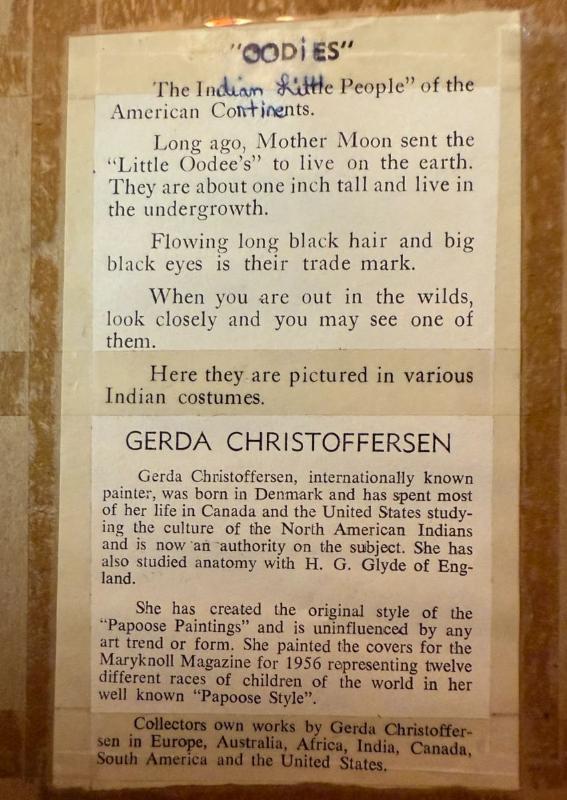 "OODiES"
The Indian Little People" of the
American Continents.
Long ago, Mother Moon sent the
"Little Oodee's" to live on the earth.
They are about one inch tall and live in
the undergrowth.
Flowing long black hair and big
black eyes is their trade mark.
When you are out in the wilds,
look closely and you may see one of
them.
Here they are pictured in various
Indian costumes.
GERDA CHRISTOFFERSEN
Gerda Christoffersen, internationally known
painter, was born in Denmark and has spent most
of her life in Canada and the United States study-
ing the culture of the North American Indians
and is now an authority on the subject. She has
also studied anatomy with H. G. Glyde of Eng-
land.
She has created the original style of the
"Papoose Paintings" and is uninfluenced by any
art trend or form. She painted the covers for the
Maryknoll Magazine for 1956 representing twelve
different races of children of the world in her
well known "Papoose Style".
Collectors own works by Gerda Christoffer-
sen in Europe, Australia, Africa, India, Canada,
South America and the United States.